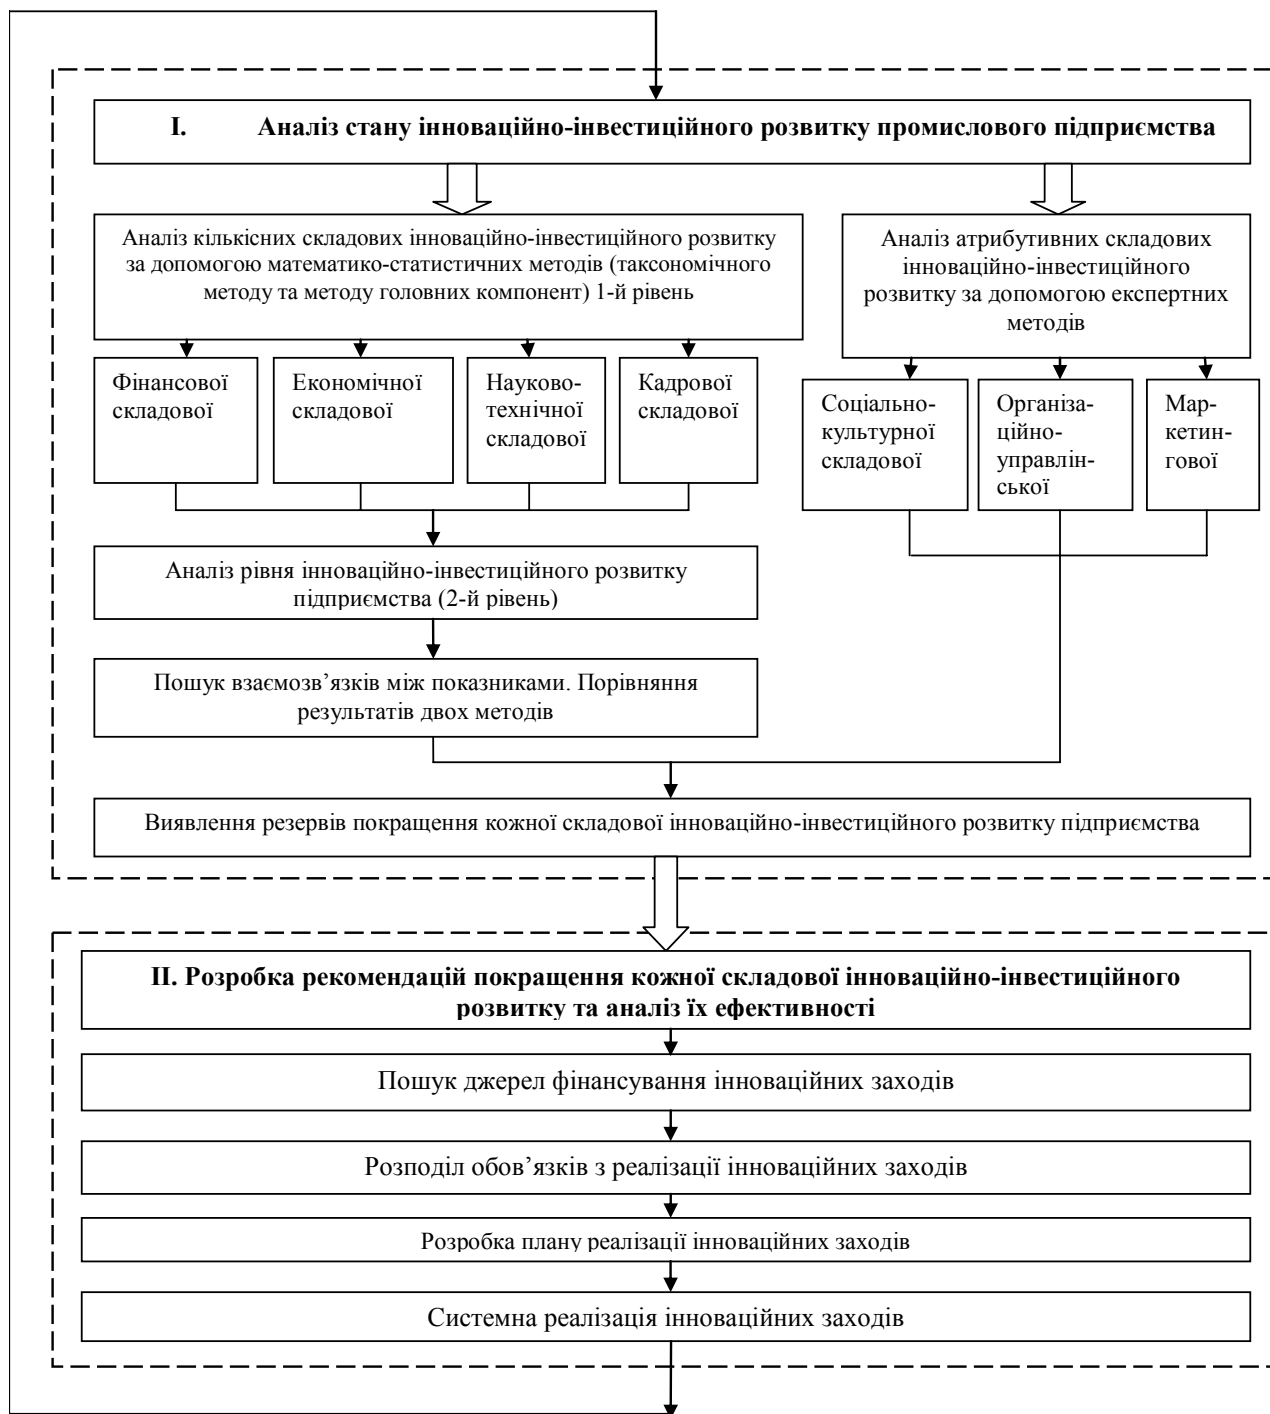 I. Аналіз стану інноваційно-інвестиційного розвитку промислового підприємства
Аналіз кількісних складових інноваційно-інвестиційного розвитку
за допомогою математико-статистичних методів (таксономічного
методу та методу головних компонент) 1-й рівень
Аналіз атрибутивних складових
інноваційно-інвестиційного
розвитку за допомогою експертних
методів
Фінансової
складової
Економічної
складової
Науково-
технічної
складової
Кадрової
складової
Соціально-
культурної
складової
Організа-
ційно-
управлін-
ської
Мар-
кетин-
гової
Аналіз рівня інноваційно-інвестиційного розвитку
підприємства (2-й рівень)
Пошук взаємозв’язків між показниками. Порівняння
результатів двох методів
Виявлення резервів покращення кожної складової інноваційно-інвестиційного розвитку підприємства
II. Розробка рекомендацій покращення кожної складової інноваційно-інвестиційного
розвитку та аналіз їх ефективності
Пошук джерел фінансування інноваційних заходів
Розподіл обов’язків з реалізації інноваційних заходів
Розробка плану реалізації інноваційних заходів
Системна реалізація інноваційних заходів